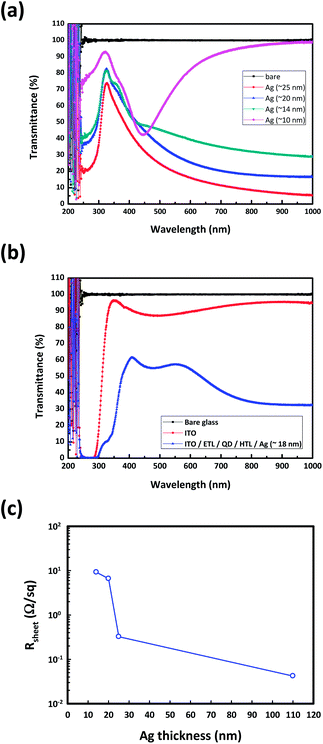 (a)
110
100
90
80
70
60
50
40
30
20
10
0
Transmittance (%)
bare
Ag (~25 nm)
Ag (~20 nm)
Ag (~14 nm)
Ag (~10 nm)
200 300 400 500 600 700 800 900 1000
Wavelength (nm)
(b)
110
100
90
80
70
60
50
40
30
20
10
0
Transmittance (%)
Bare glass
ITO
ITO / ETL / QD / HTL / Ag (~ 18 nm)
200 300 400 500 600 700 800 900 1000
Wavelength (nm)
(c)
10²
10¹
10⁰
10⁻¹
10⁻²
Rsheet (Ω/sq)
0 10 20 30 40 50 60 70 80 90 100 110 120
Ag thickness (nm)